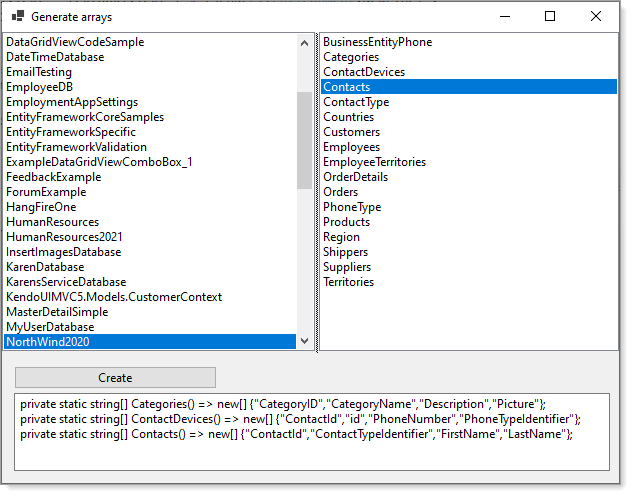 Generate arrays
DataGridViewCodeSample
DateTimeDatabase
EmailTesting
EmployeeDB
EmploymentAppSettings
EntityFrameworkCoreSamples
EntityFrameworkSpecific
EntityFrameworkValidation
ExampleDataGridViewComboBox_1
FeedbackExample
ForumExample
HangFireOne
HumanResources
HumanResources2021
InsertImagesDatabase
KarenDatabase
KarensServiceDatabase
KendoUIMVC5.Models.CustomerContext
MasterDetailSimple
MyUserDatabase
NorthWind2020
BusinessEntityPhone
Categories
ContactDevices
Contacts
ContactType
Countries
Customers
Employees
EmployeeTerritories
OrderDetails
Orders
PhoneType
Products
Region
Shippers
Suppliers
Territories
Create
private static string[] Categories() => new[] {"CategoryID","CategoryName","Description","Picture"};
private static string[] ContactDevices() => new[] {"ContactId","id","PhoneNumber","PhoneTypeIdentifier"};
private static string[] Contacts() => new[] {"ContactId","ContactTypeIdentifier","FirstName","LastName"};